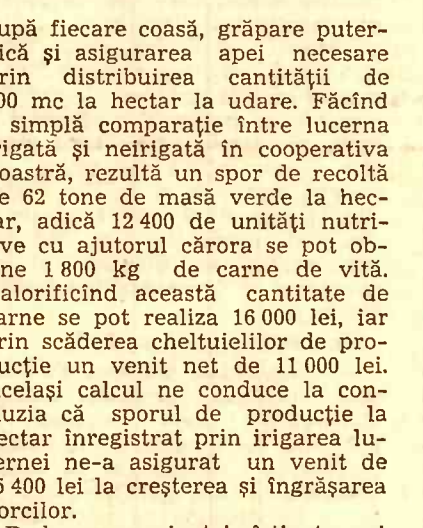 upă fiecare coasă, grăpare puter-
ică și asigurarea apei necesare
rin distribuirea cantității de
00 mc la hectar la udare. Făcînd
simplă comparație între lucerna
rigată și neirigată în cooperativa
oastră, rezultă un spor de recoltă
e 62 tone de masă verde la hec-
ar, adică 12 400 de unități nutri-
ve cu ajutorul cărora se pot ob-
ne 1 800 kg de carne de vită.
alorificînd această cantitate de
arne se pot realiza 16 000 lei, iar
rin scăderea cheltuielilor de pro-
ucție un venit net de 11 000 lei.
celași calcul ne conduce la con-
luzia că sporul de producție la
ectar înregistrat prin irigarea lu-
ernei ne-a asigurat un venit de
5 400 lei la creșterea și îngrășarea
orcilor.